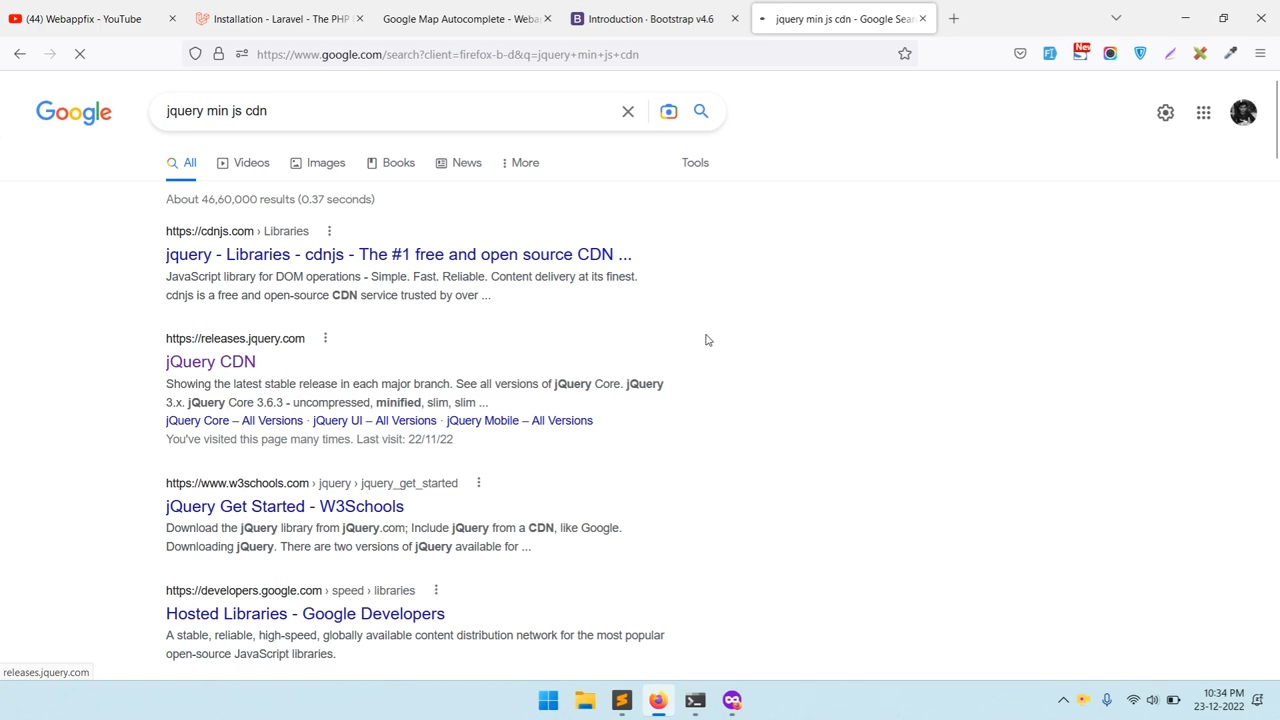 (44) Webappfix - YouTube
Installation - Laravel - The PHP
Google Map Autocomplete - Weba
Introduction - Bootstrap v4.6
jquery min js cdn - Google Sear
https://www.google.com/search?client=firefox-b-d&q=jquery+min+js+cdn
New
Google
jquery min js cdn
All
Videos
Images
Books
News
More
Tools
About 46,60,000 results (0.37 seconds)
https://cdnjs.com › Libraries
jquery - Libraries - cdnjs - The #1 free and open source CDN ...
JavaScript library for DOM operations - Simple. Fast. Reliable. Content delivery at its finest.
cdnjs is a free and open-source CDN service trusted by over ...
https://releases.jquery.com
jQuery CDN
Showing the latest stable release in each major branch. See all versions of jQuery Core. jQuery
3.x. jQuery Core 3.6.3 - uncompressed, minified, slim, slim ...
jQuery Core – All Versions · jQuery UI – All Versions · jQuery Mobile – All Versions
You've visited this page many times. Last visit: 22/11/22
https://www.w3schools.com › jquery › jquery_get_started
jQuery Get Started - W3Schools
Download the jQuery library from jQuery.com; Include jQuery from a CDN, like Google.
Downloading jQuery. There are two versions of jQuery available for ...
https://developers.google.com › speed › libraries
Hosted Libraries - Google Developers
A stable, reliable, high-speed, globally available content distribution network for the most popular
open-source JavaScript libraries.
releases.jquery.com
10:34 PM
23-12-2022